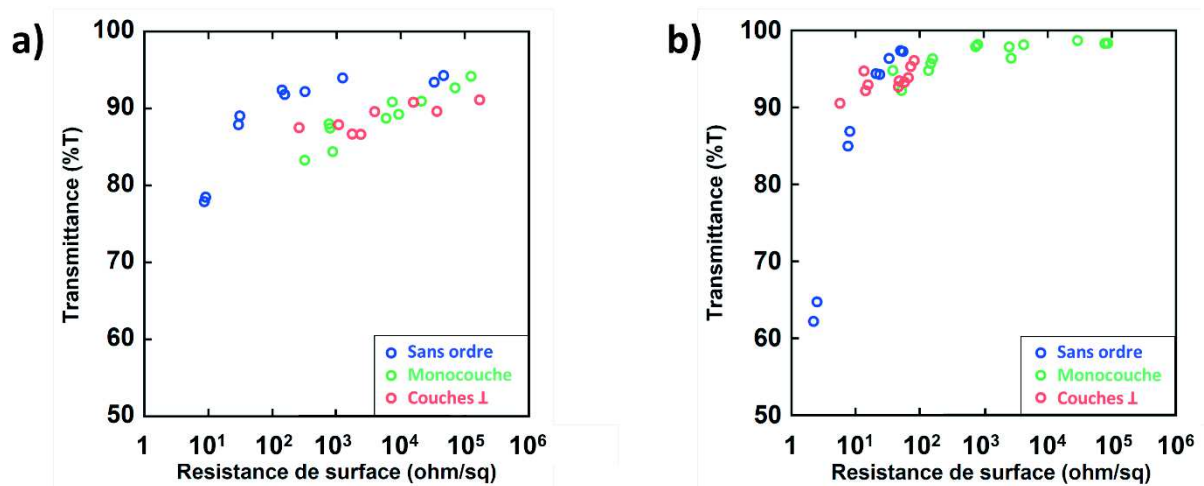 a)
Transmittance (%T)
100
90
80
70
60
50
1 10¹ 10² 10³ 10⁴ 10⁵ 10⁶
Resistance de surface (ohm/sq)
Sans ordre
Monocouche
Couches ⊥
b)
Transmittance (%T)
100
90
80
70
60
50
1 10¹ 10² 10³ 10⁴ 10⁵ 10⁶
Resistance de surface (ohm/sq)
Sans ordre
Monocouche
Couches ⊥